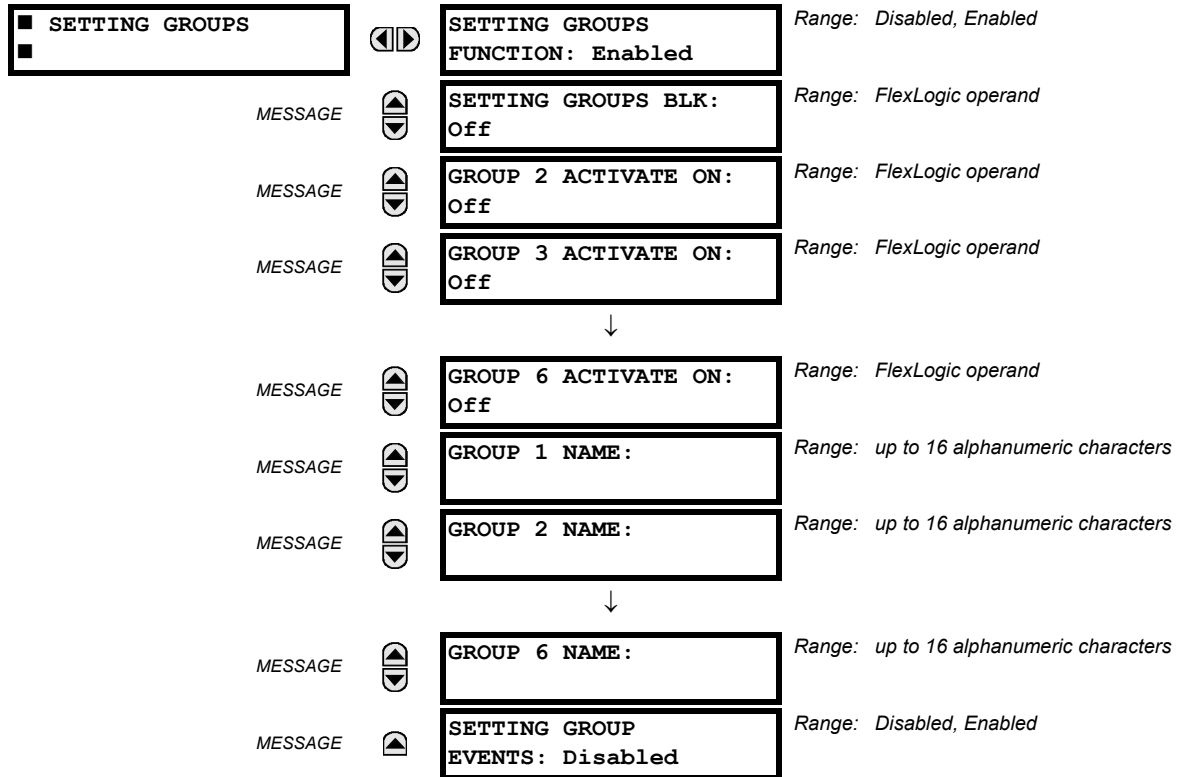 ■ SETTING GROUPS
■
SETTING GROUPS
FUNCTION: Enabled
Range: Disabled, Enabled
MESSAGE
SETTING GROUPS BLK:
Off
Range: FlexLogic operand
MESSAGE
GROUP 2 ACTIVATE ON:
Off
Range: FlexLogic operand
MESSAGE
GROUP 3 ACTIVATE ON:
Off
Range: FlexLogic operand
↓
MESSAGE
GROUP 6 ACTIVATE ON:
Off
Range: FlexLogic operand
MESSAGE
GROUP 1 NAME:
Range: up to 16 alphanumeric characters
MESSAGE
GROUP 2 NAME:
Range: up to 16 alphanumeric characters
↓
MESSAGE
GROUP 6 NAME:
Range: up to 16 alphanumeric characters
MESSAGE
SETTING GROUP
EVENTS: Disabled
Range: Disabled, Enabled